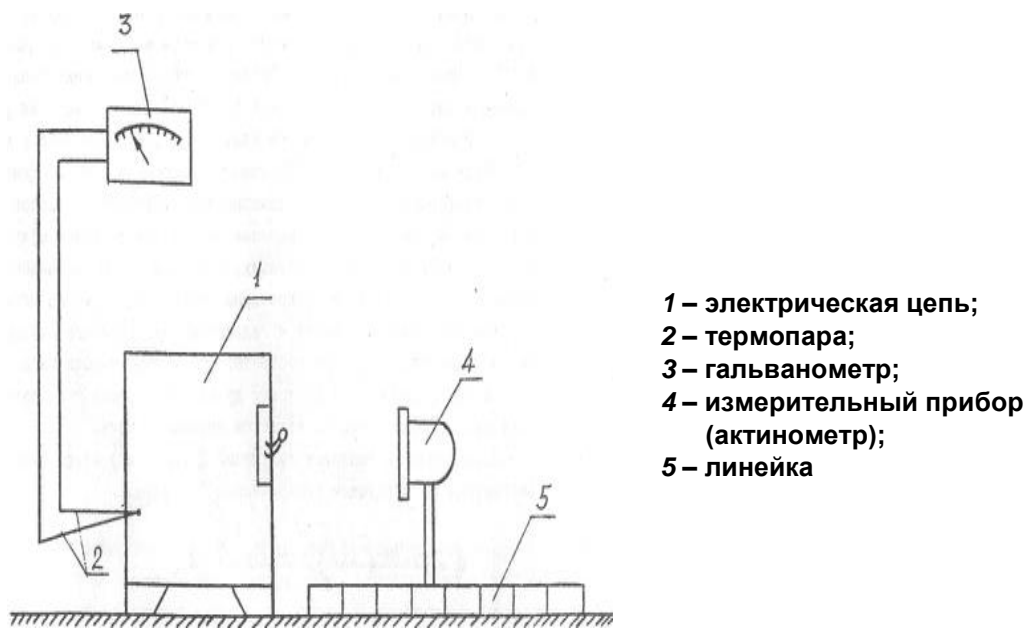 3
1
4
5
2
1 – электрическая цепь;
2 – термопара;
3 – гальванометр;
4 – измерительный прибор
(актинометр);
5 – линейка